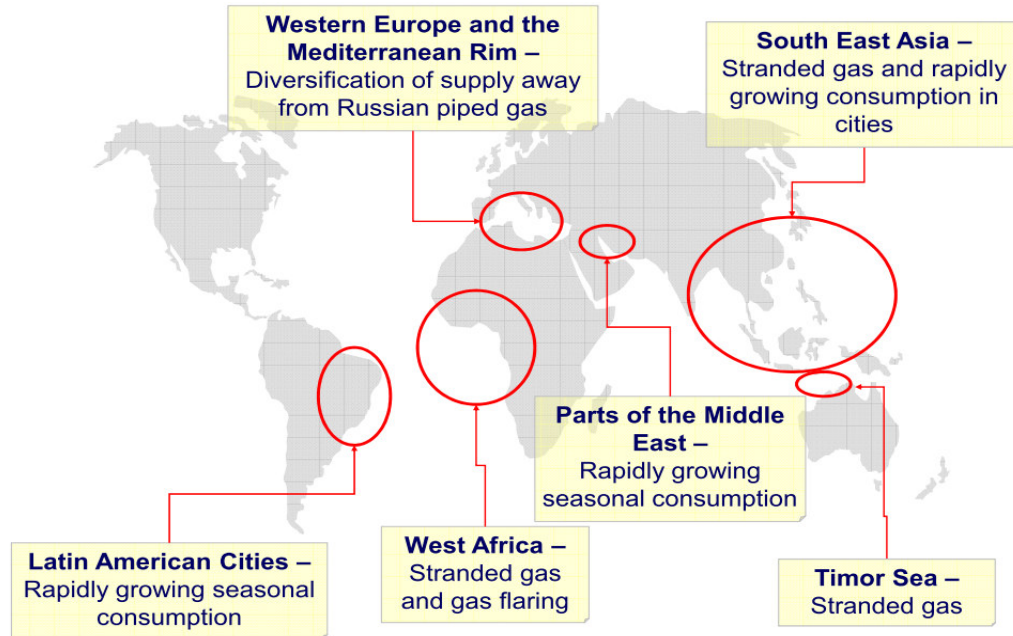 Western Europe and the
Mediterranean Rim –
Diversification of supply away
from Russian piped gas
South East Asia –
Stranded gas and rapidly
growing consumption in
cities
Parts of the Middle
East –
Rapidly growing
seasonal consumption
Latin American Cities –
Rapidly growing seasonal
consumption
West Africa –
Stranded gas
and gas flaring
Timor Sea –
Stranded gas